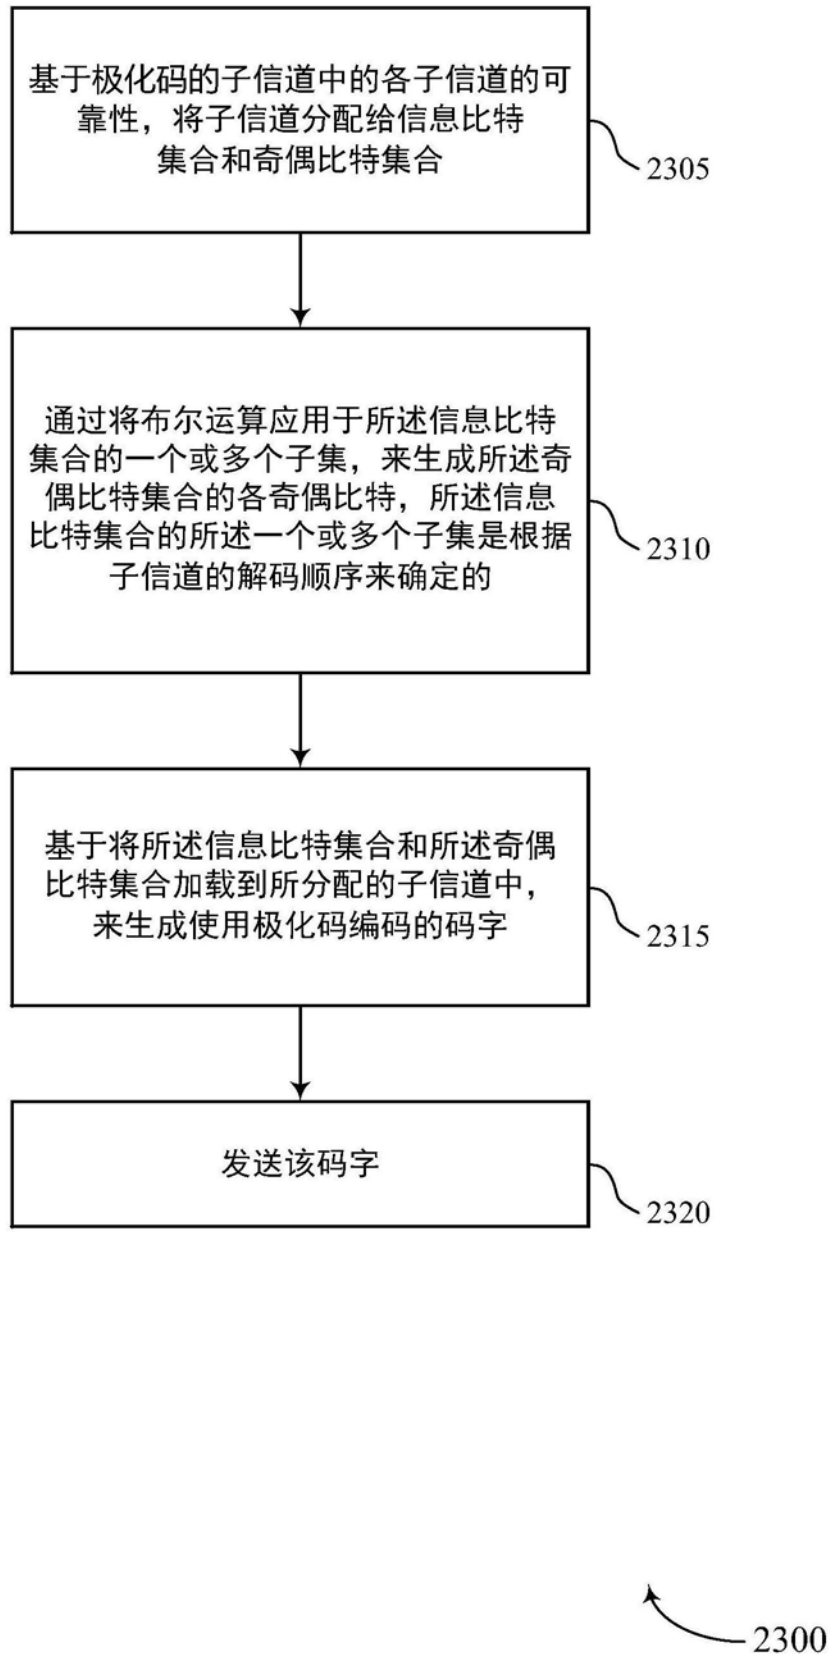 基于极化码的子信道中的各子信道的可
靠性，将子信道分配给信息比特
集合和奇偶比特集合
2305
通过将布尔运算应用于所述信息比特
集合的一个或多个子集，来生成所述奇
偶比特集合的各奇偶比特，所述信息
比特集合的所述一个或多个子集是根据
子信道的解码顺序来确定的
2310
基于将所述信息比特集合和所述奇偶
比特集合加载到所分配的子信道中，
来生成使用极化码编码的码字
2315
发送该码字
2320
2300